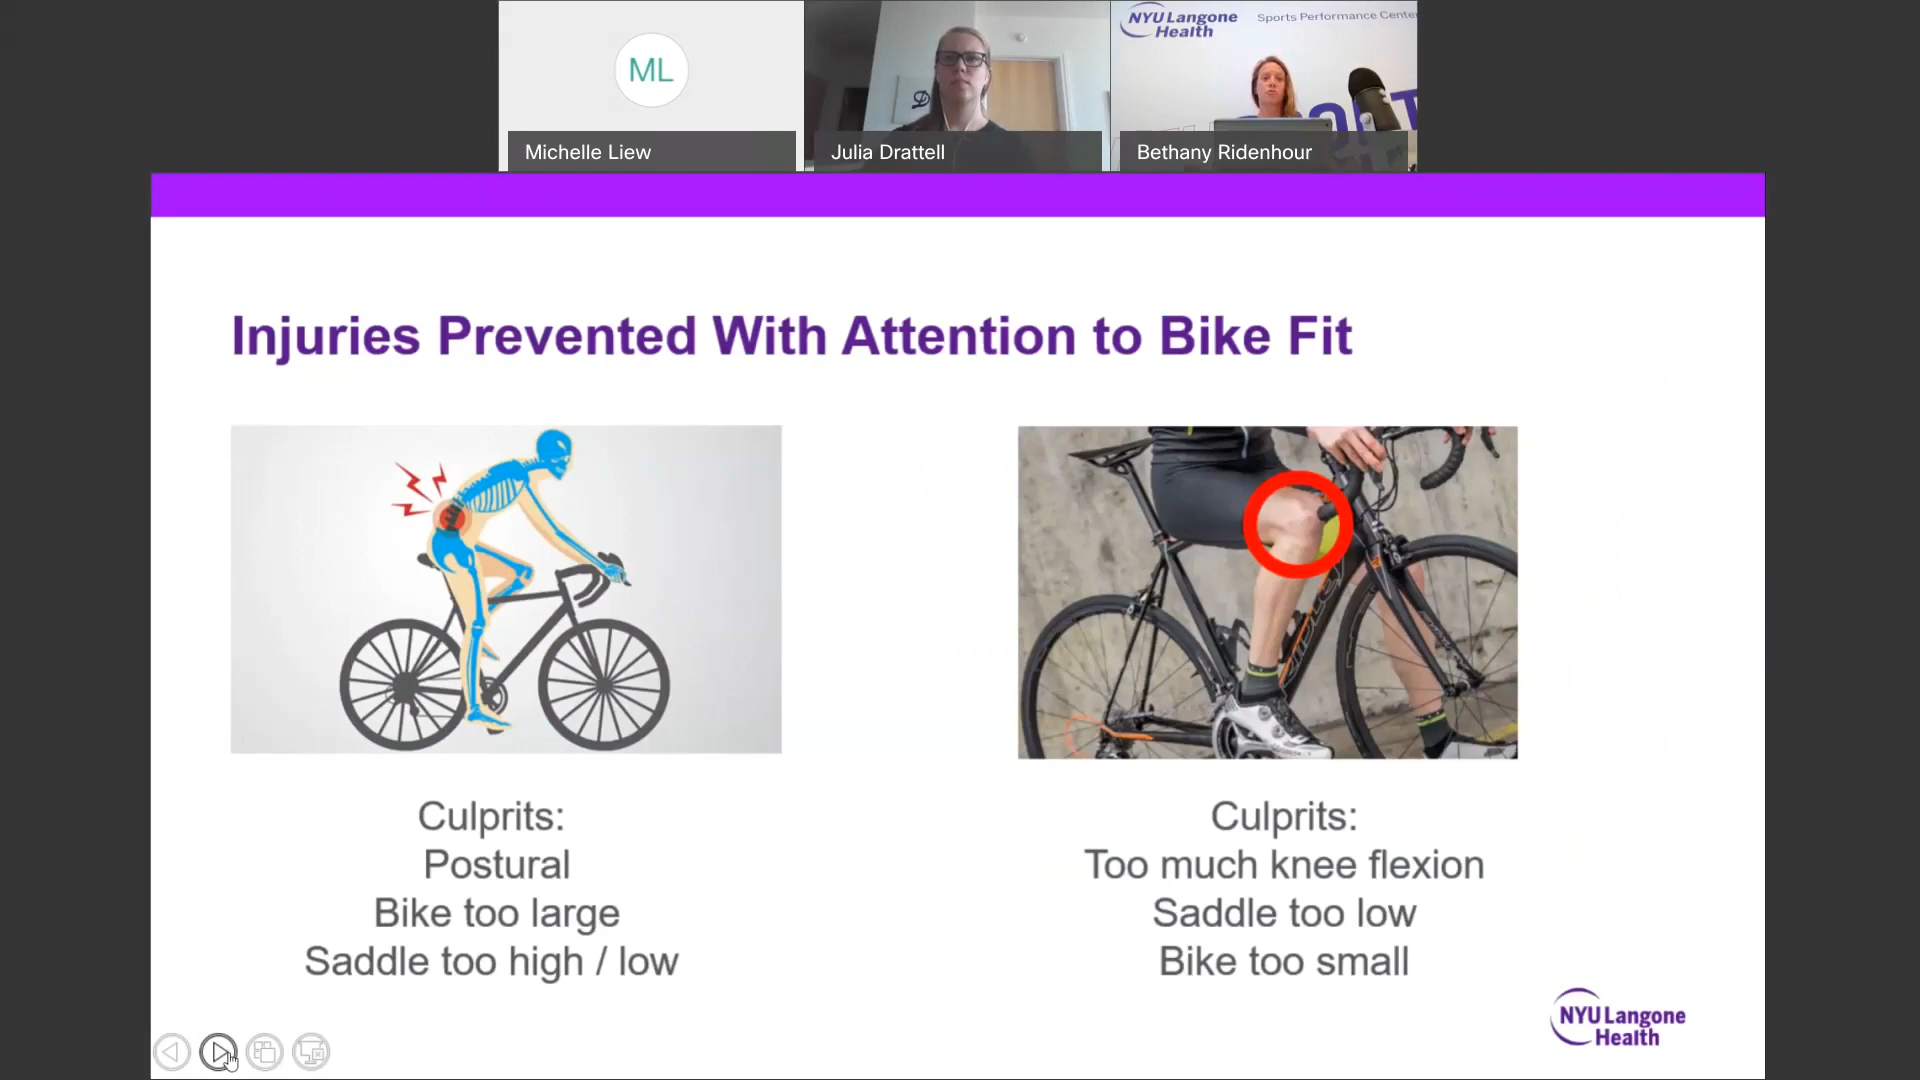 ML
Michelle Liew
Julia Drattell
NYU Langone
Health
Sports Performance Center
Bethany Ridenhour
Injuries Prevented With Attention to Bike Fit
Culprits:
Postural
Bike too large
Saddle too high / low
Culprits:
Too much knee flexion
Saddle too low
Bike too small
NYU Langone
Health